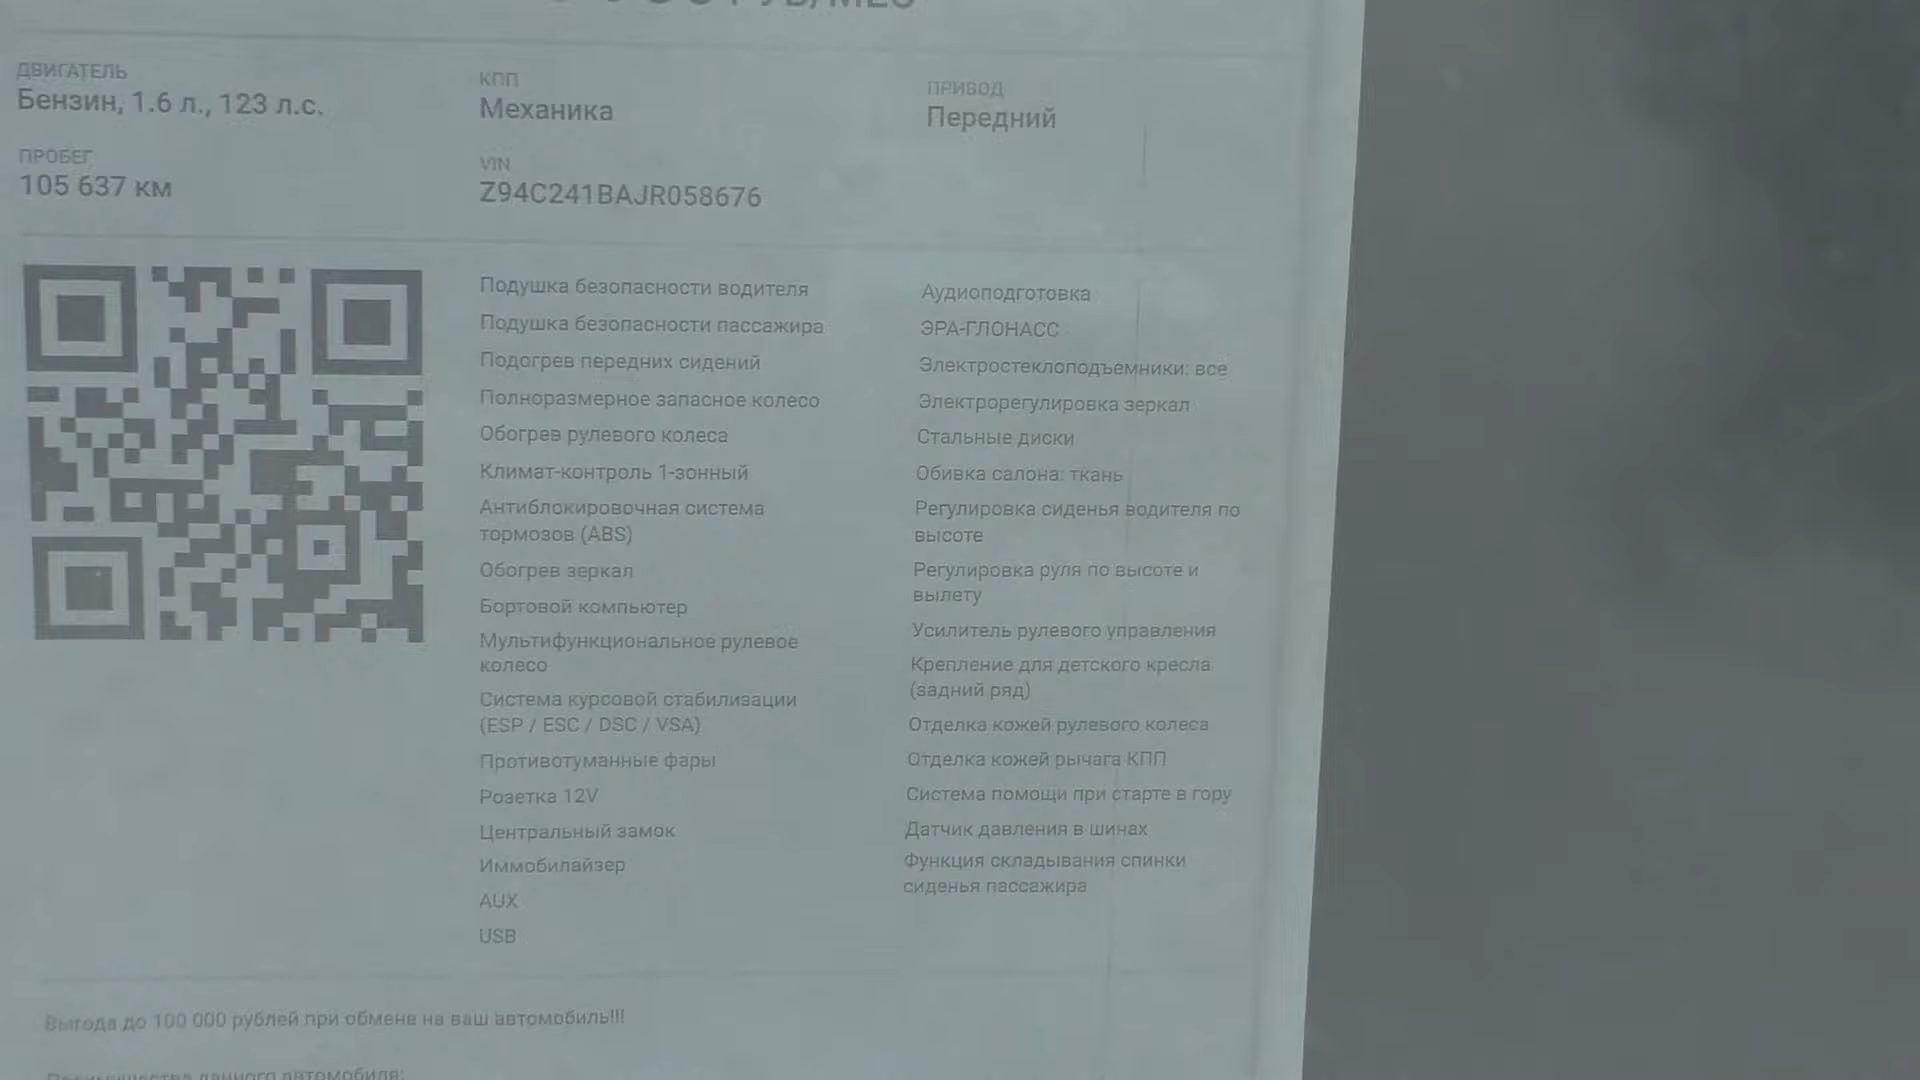 ДВИГАТЕЛЬ
Бензин, 1.6 л., 123 л.с.
КПП
Механика
ПРИВОД
Передний
ПРОБЕГ
105 637 км
VIN
Z94C241BAJR058676
Подушка безопасности водителя
Подушка безопасности пассажира
Подогрев передних сидений
Полноразмерное запасное колесо
Обогрев рулевого колеса
Климат-контроль 1-зонный
Антиблокировочная система
тормозов (ABS)
Обогрев зеркал
Бортовой компьютер
Мультифункциональное рулевое
колесо
Система курсовой стабилизации
(ESP / ESC / DSC / VSA)
Противотуманные фары
Розетка 12V
Центральный замок
Иммобилайзер
AUX
USB
Аудиоподготовка
ЭРА-ГЛОНАСС
Электростеклоподъемники: все
Электрорегулировка зеркал
Стальные диски
Обивка салона: ткань
Регулировка сиденья водителя по
высоте
Регулировка руля по высоте и
вылету
Усилитель рулевого управления
Крепление для детского кресла
(задний ряд)
Отделка кожей рулевого колеса
Отделка кожей рычага КПП
Система помощи при старте в гору
Датчик давления в шинах
Функция складывания спинки
сиденья пассажира
Выгода до 100 000 рублей при обмене на ваш автомобиль!!!
Преимущества данного автомобиля: